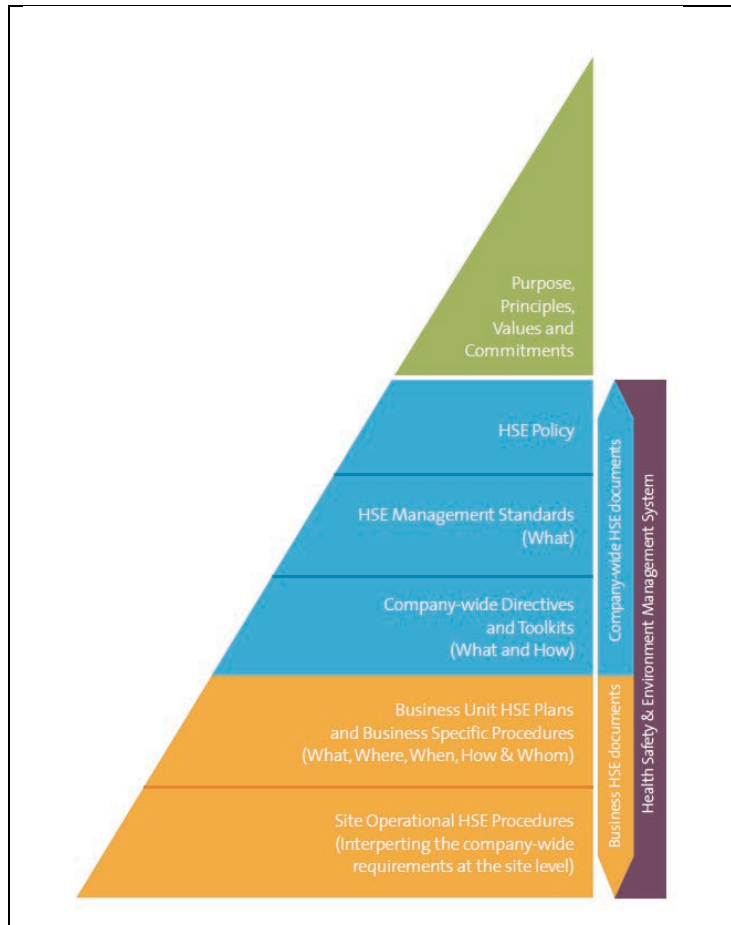 Purpose,
Principles,
Values and
Commitments
HSE Policy
HSE Management Standards
(What)
Company-wide Directives
and Toolkits
(What and How)
Business Unit HSE Plans
and Business Specific Procedures
(What, Where, When, How & Whom)
Site Operational HSE Procedures
(Interperting the company-wide
requirements at the site level)
Company-wide HSE documents
Business HSE documents
Health Safety & Environment Management System